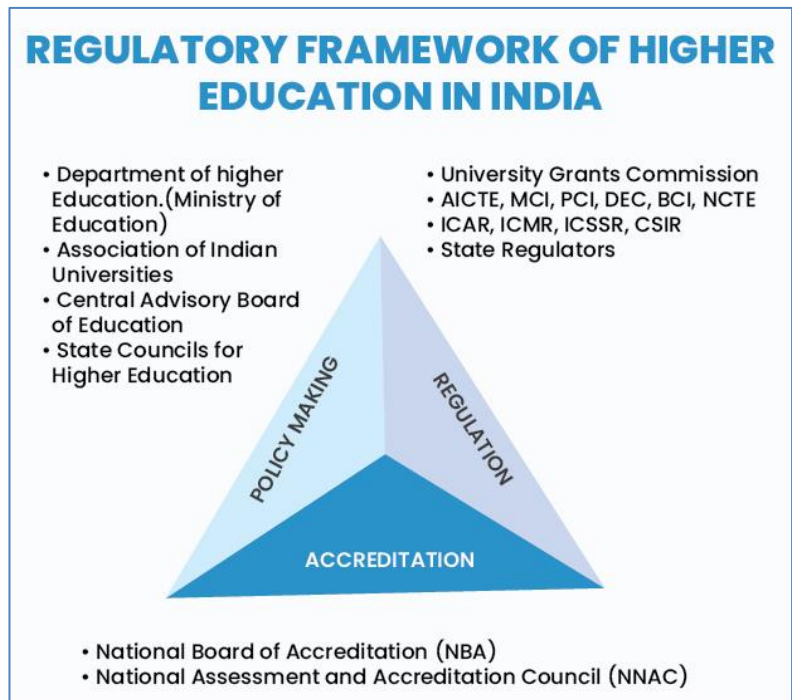 REGULATORY FRAMEWORK OF HIGHER
EDUCATION IN INDIA
• Department of higher
Education.(Ministry of
Education)
• Association of Indian
Universities
• Central Advisory Board
of Education
• State Councils for
Higher Education
• University Grants Commission
• AICTE, MCI, PCI, DEC, BCI, NCTE
• ICAR, ICMR, ICSSR, CSIR
• State Regulators
POLICY MAKING
REGULATION
ACCREDITATION
• National Board of Accreditation (NBA)
• National Assessment and Accreditation Council (NNAC)